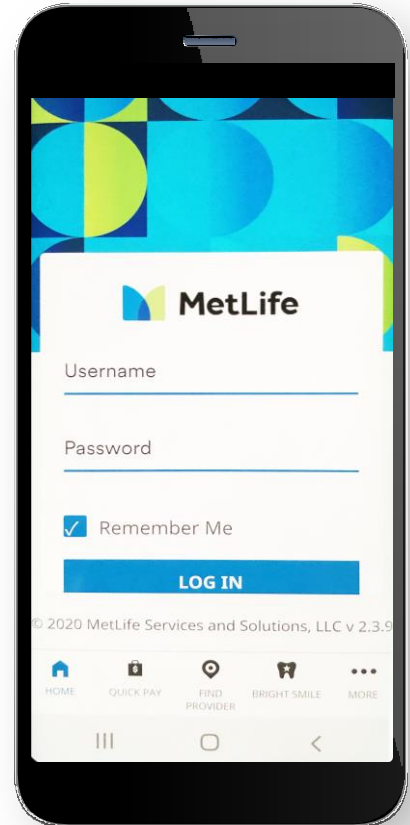 MetLife
Username
Password
Remember Me
LOG IN
© 2020 MetLife Services and Solutions, LLC v 2.3.9
HOME
QUICK PAY
FIND
PROVIDER
BRIGHT SMILE
MORE